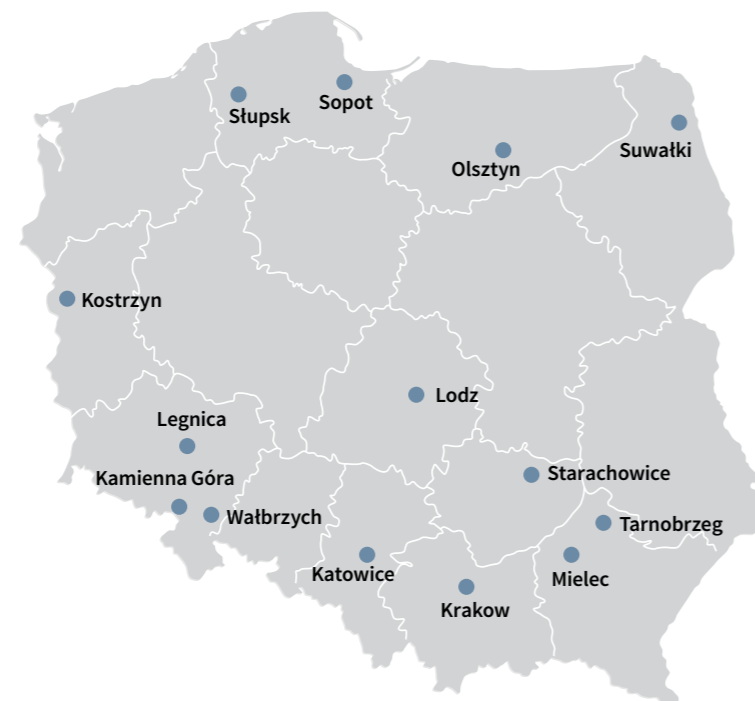 Sopot
Słupsk
Olsztyn
Suwałki
Kostrzyn
Lodz
Legnica
Kamienna Góra
Starachowice
Wałbrzych
Tarnobrzeg
Katowice
Mielec
Krakow